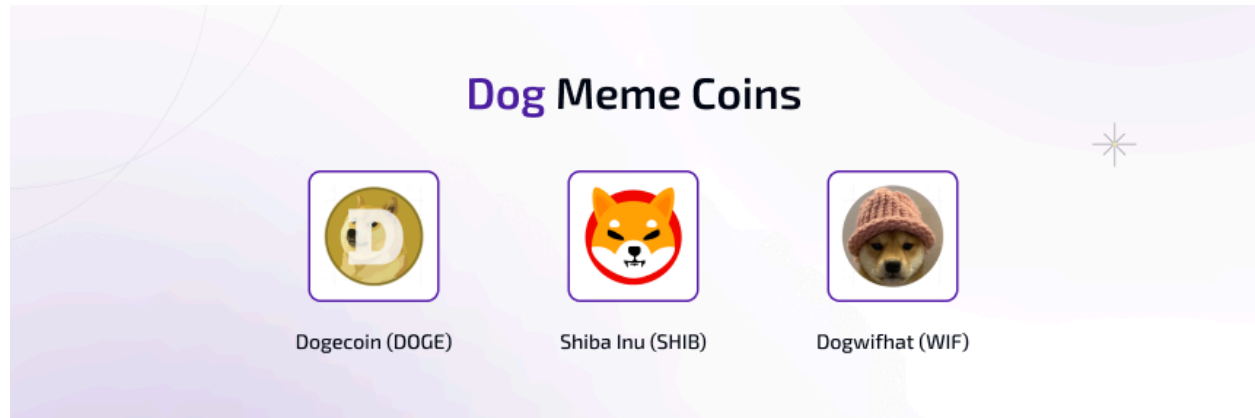 Dog Meme Coins
D
Dogecoin (DOGE)
Shiba Inu (SHIB)
Dogwifhat (WIF)